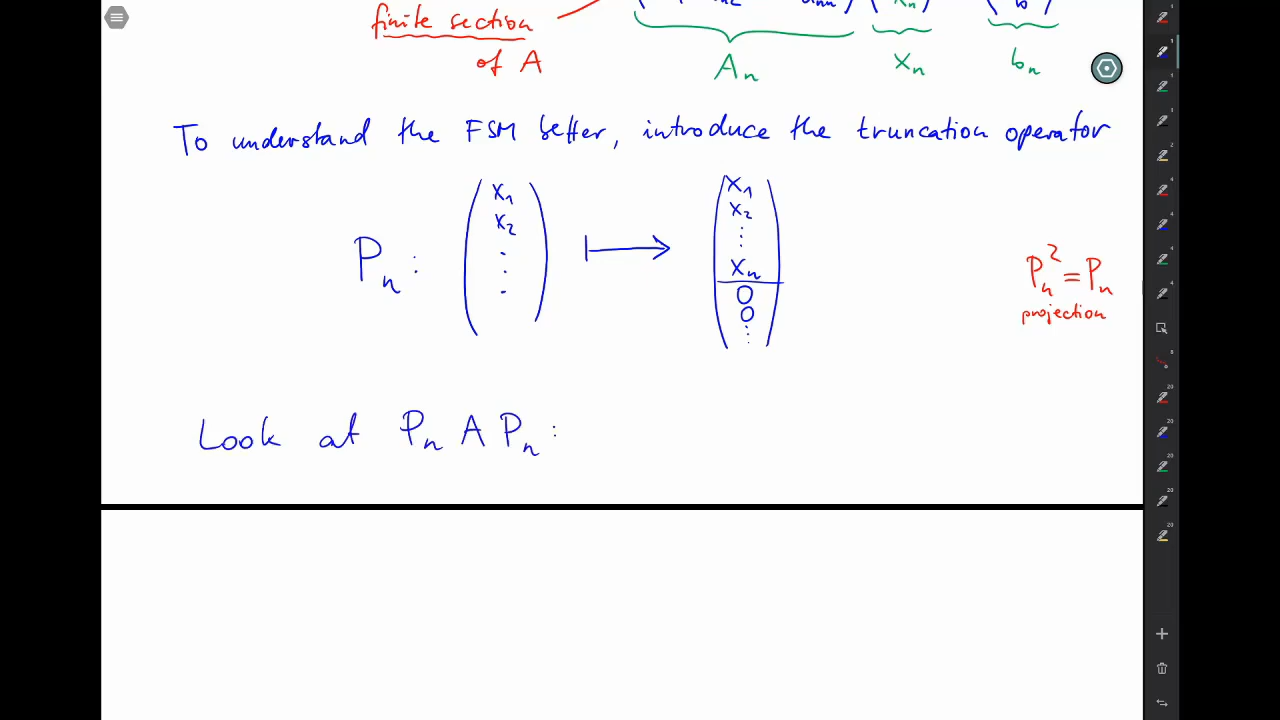 finite section
of A
A_n x_n b_n
To understand the FSM better, introduce the truncation operator
P_n : ( x_1 x_2 ⋮ ) ↦ ( x_1 x_2 ⋮ x_n 0 0 ⋮ )
P_n^2 = P_n
projection
Look at P_n A P_n :